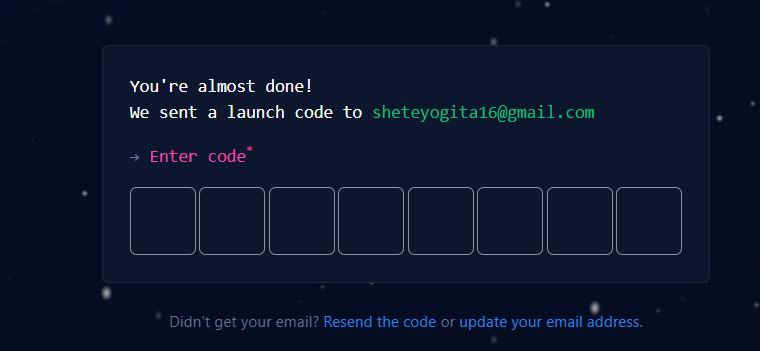 You're almost done!
We sent a launch code to sheteyogita16@gmail.com
→ Enter code*
Didn't get your email? Resend the code or update your email address.